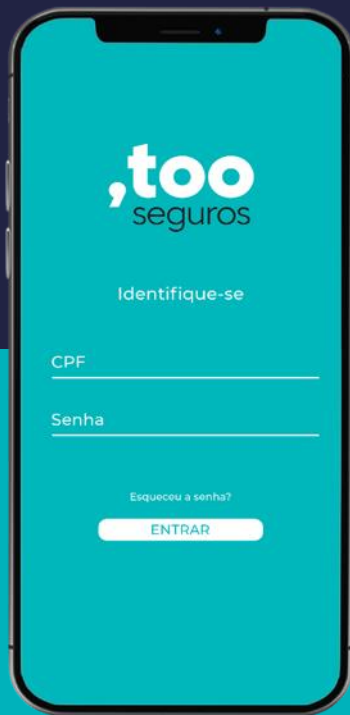 ,too
seguros
Identifique-se
CPF
Senha
Esqueceu a senha?
ENTRAR